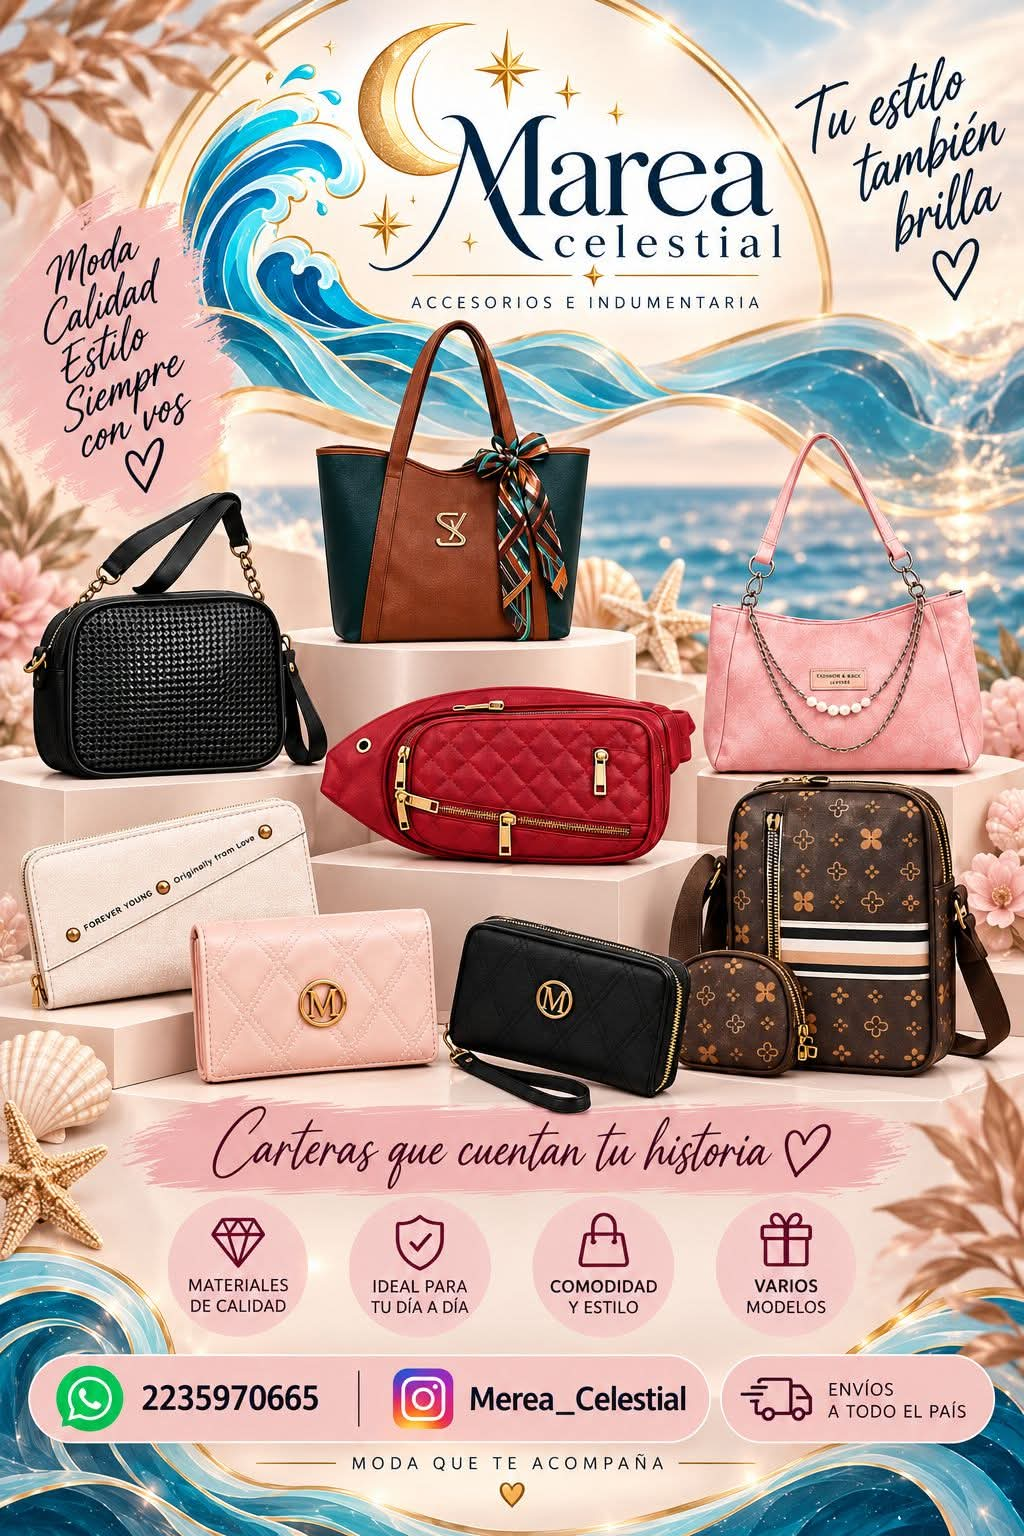 Marea
celestial
ACCESORIOS E INDUMENTARIA
Tu estilo
también
brilla
Moda
Calidad
Estilo
Siempre
con vos
SK
FOREVER YOUNG Originally from Love
M
M
Carteras que cuentan tu historia
MATERIALES
DE CALIDAD
IDEAL PARA
TU DÍA A DÍA
COMODIDAD
Y ESTILO
VARIOS
MODELOS
2235970665
Merea_Celestial
ENVÍOS
A TODO EL PAÍS
MODA QUE TE ACOMPAÑA